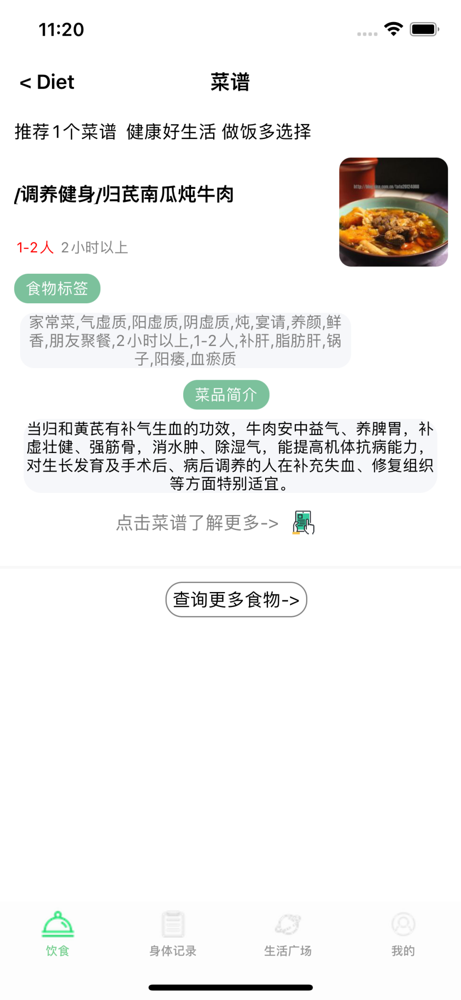 11:20
< Diet
菜谱
推荐1个菜谱 健康好生活 做饭多选择
[调养健身]归芪南瓜炖牛肉
http://blog.sina.com.cn/tata20124008
1-2人 2小时以上
食物标签
家常菜,气虚质,阳虚质,阴虚质,炖,宴请,养颜,鲜
香,朋友聚餐,2小时以上,1-2人,补肝,脂肪肝,锅
子,阳痿,血瘀质
菜品简介
当归和黄芪有补气生血的功效，牛肉安中益气、养脾胃，补
虚壮健、强筋骨，消水肿、除湿气，能提高机体抗病能力，
对生长发育及手术后、病后调养的人在补充失血、修复组织
等方面特别适宜。
点击菜谱了解更多->
查询更多食物->
饮食
身体记录
生活广场
我的